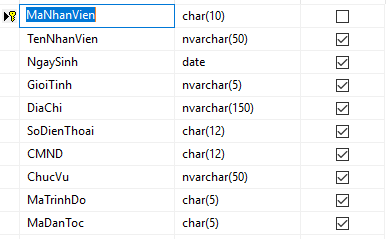 MaNhanVien char(10)
TenNhanVien nvarchar(50)
NgaySinh date
GioiTinh nvarchar(5)
DiaChi nvarchar(150)
SoDienThoai char(12)
CMND char(12)
ChucVu nvarchar(50)
MaTrinhDo char(5)
MaDanToc char(5)